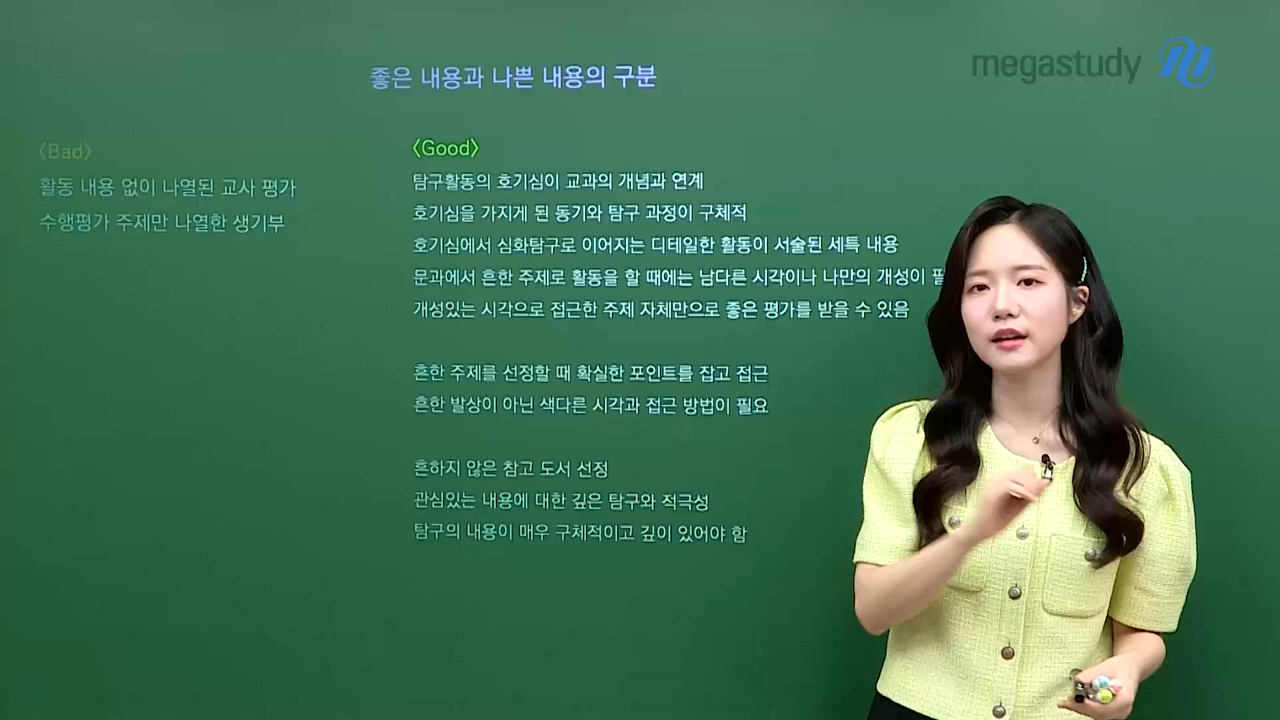 megastudy
좋은 내용과 나쁜 내용의 구분
〈Bad〉
활동 내용 없이 나열된 교사 평가
수행평가 주제만 나열한 생기부
〈Good〉
탐구활동의 호기심이 교과의 개념과 연계
호기심을 가지게 된 동기와 탐구 과정이 구체적
호기심에서 심화탐구로 이어지는 디테일한 활동이 서술된 세특 내용
문과에서 흔한 주제로 활동을 할 때에는 남다른 시각이나 나만의 개성이
개성있는 시각으로 접근한 주제 자체만으로 좋은 평가를 받을 수 있음
흔한 주제를 선정할 때 확실한 포인트를 잡고 접근
흔한 발상이 아닌 색다른 시각과 접근 방법이 필요
흔하지 않은 참고 도서 선정
관심있는 내용에 대한 깊은 탐구와 적극성
탐구의 내용이 매우 구체적이고 깊이 있어야 함